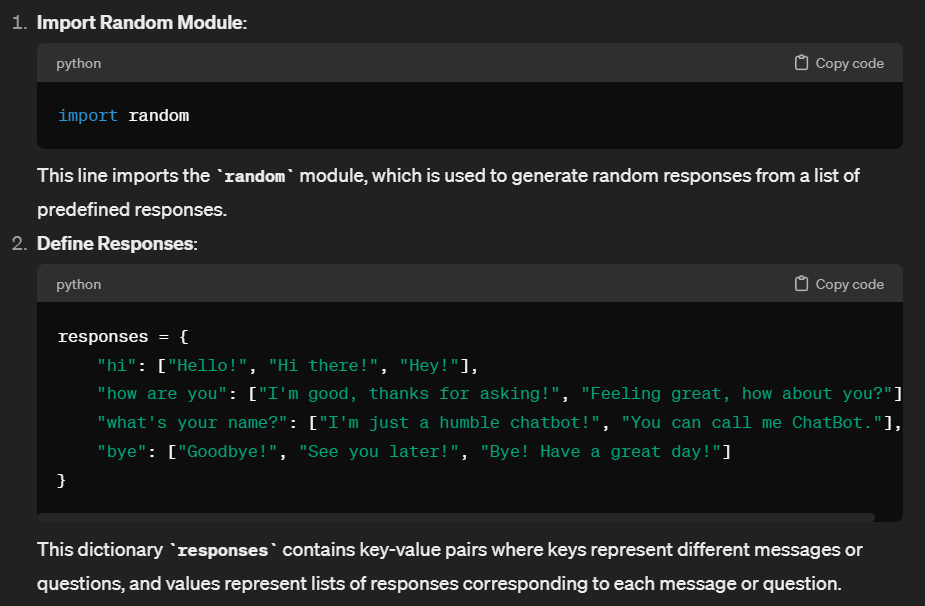 1. Import Random Module:
python Copy code
import random
This line imports the `random` module, which is used to generate random responses from a list of
predefined responses.
2. Define Responses:
python Copy code
responses = {
    "hi": ["Hello!", "Hi there!", "Hey!"],
    "how are you": ["I'm good, thanks for asking!", "Feeling great, how about you?"]
    "what's your name?": ["I'm just a humble chatbot!", "You can call me ChatBot."],
    "bye": ["Goodbye!", "See you later!", "Bye! Have a great day!"]
}
This dictionary `responses` contains key-value pairs where keys represent different messages or
questions, and values represent lists of responses corresponding to each message or question.